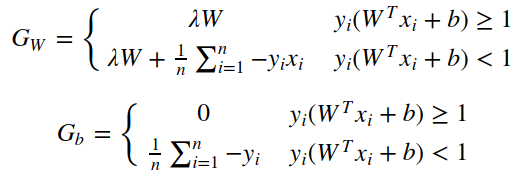 G_W = { λW    y_i(W^T x_i + b) ≥ 1
λW + 1/n ∑_{i=1}^{n} −y_i x_i    y_i(W^T x_i + b) < 1
G_b = { 0    y_i(W^T x_i + b) ≥ 1
1/n ∑_{i=1}^{n} −y_i    y_i(W^T x_i + b) < 1